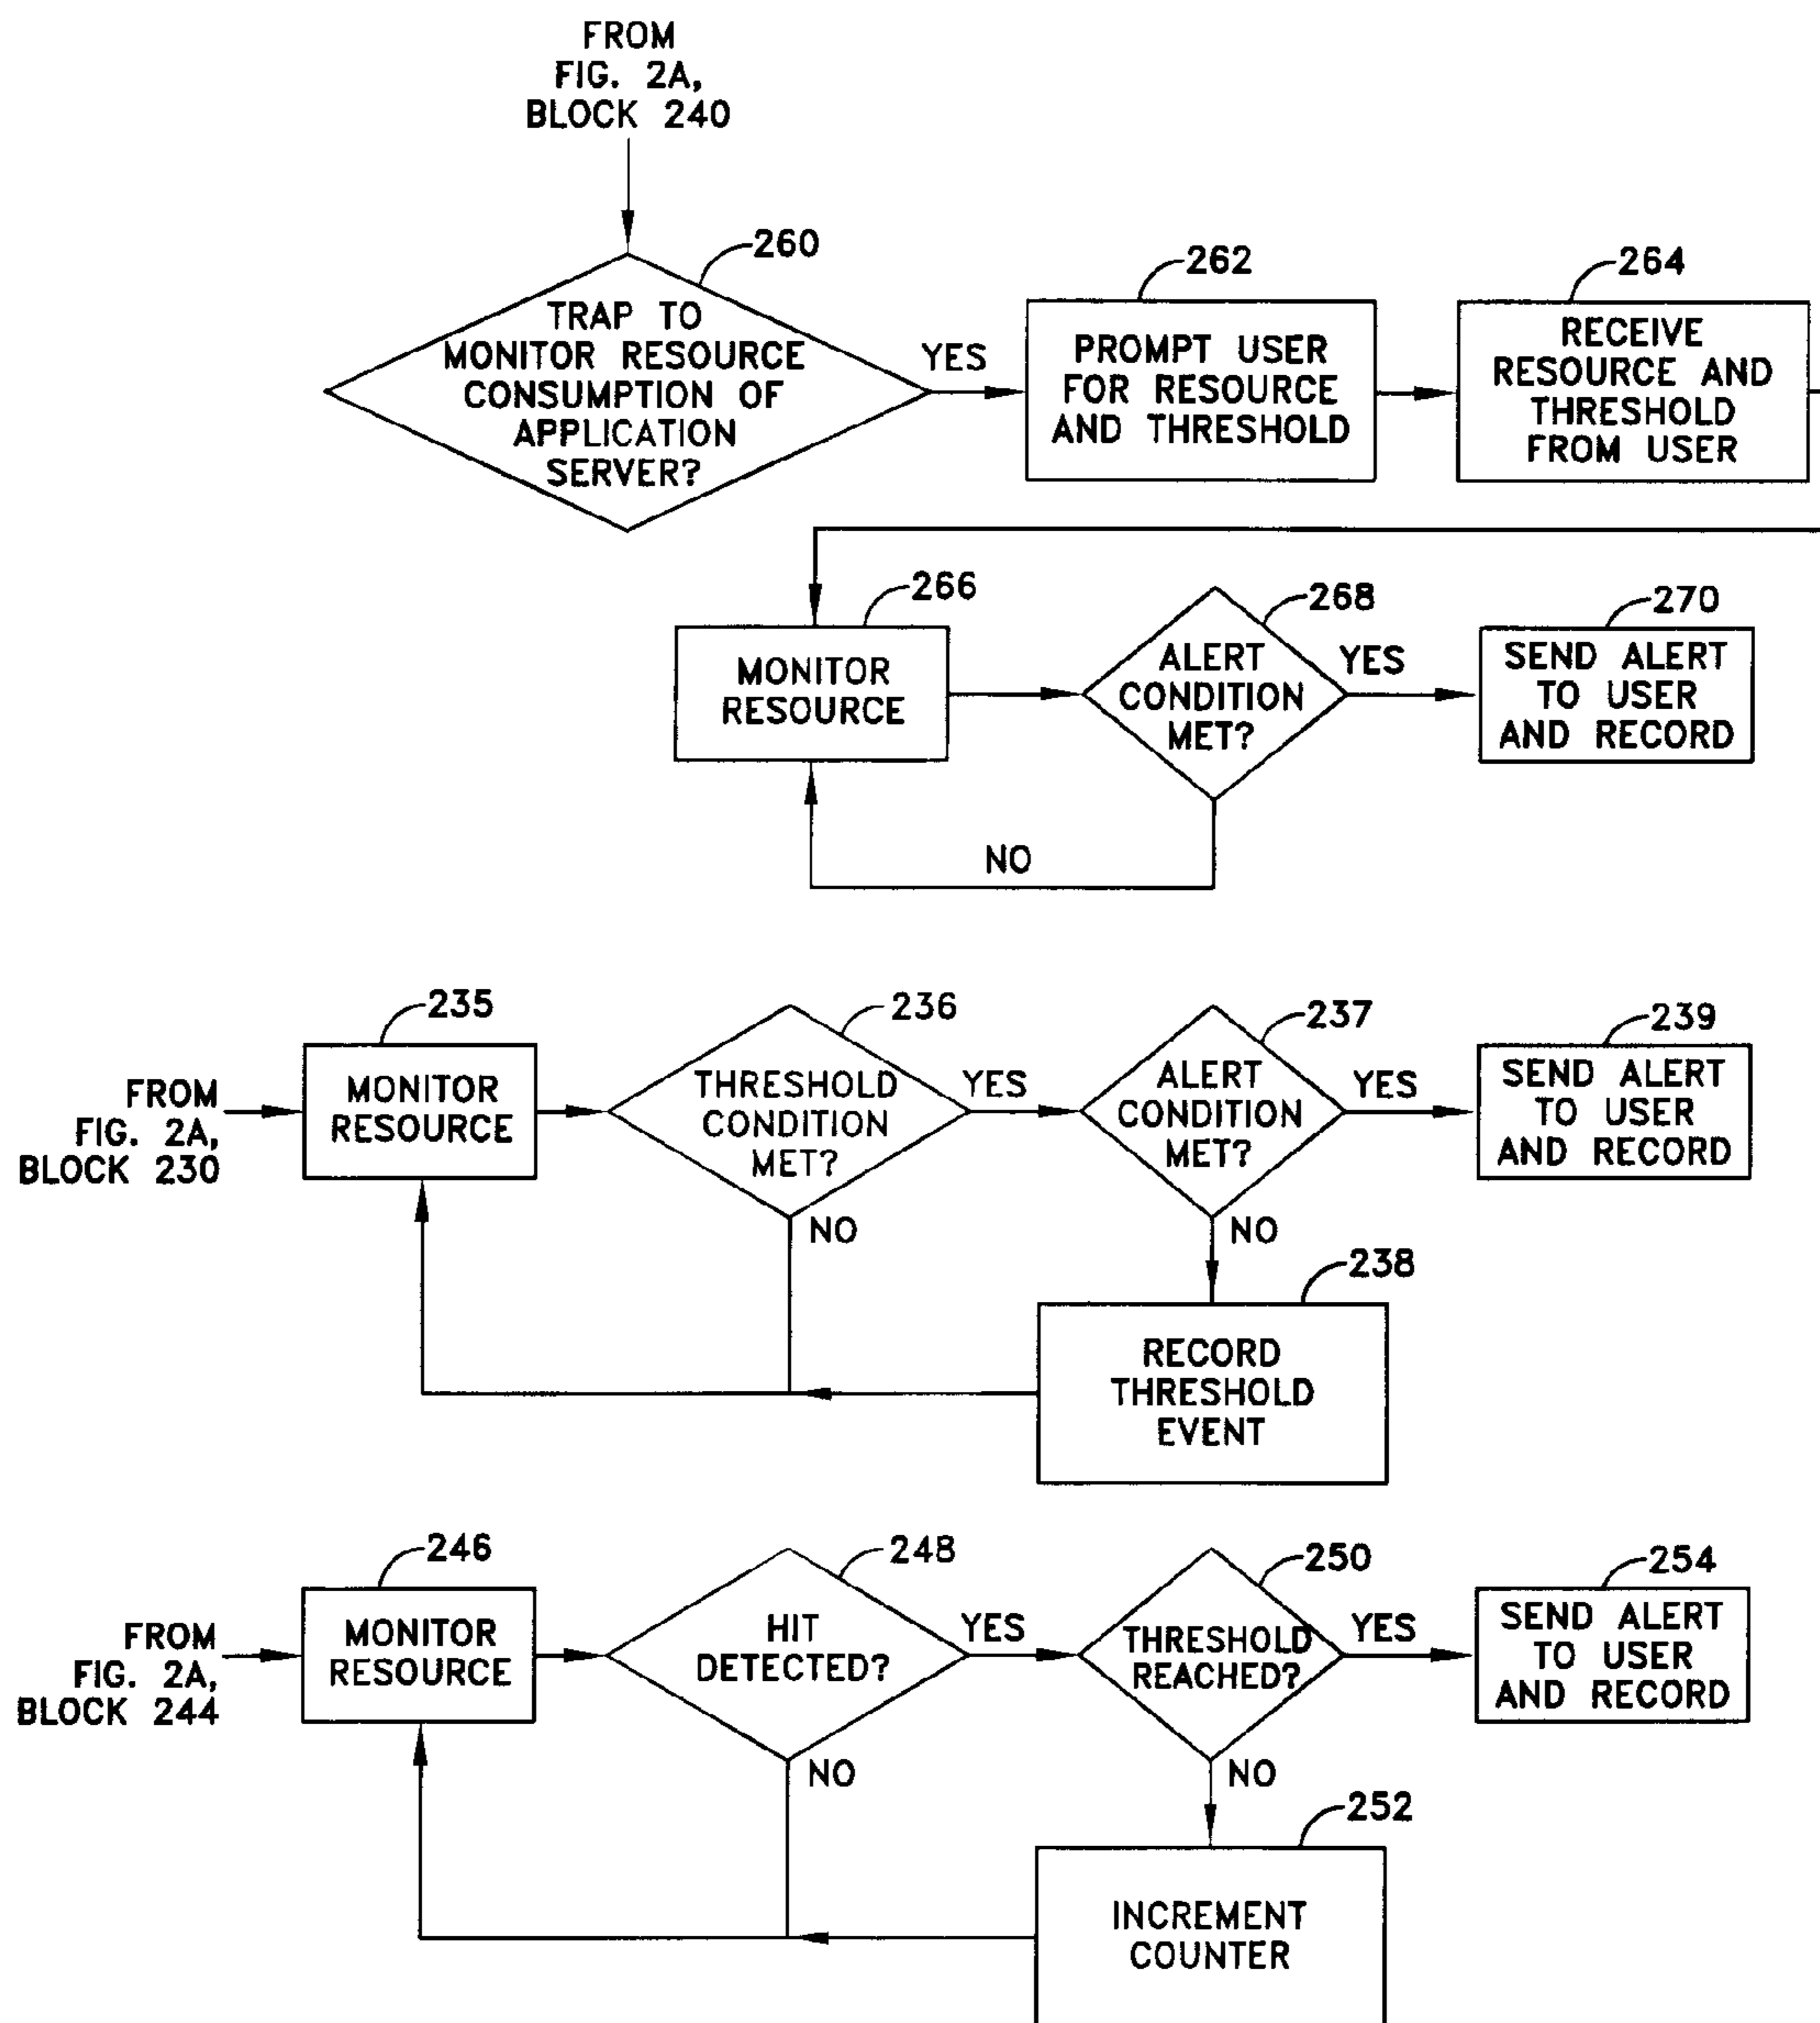 FROM
FIG. 2A,
BLOCK 240
260
TRAP TO
MONITOR RESOURCE
CONSUMPTION OF
APPLICATION
SERVER?
YES
262
PROMPT USER
FOR RESOURCE
AND THRESHOLD
264
RECEIVE
RESOURCE AND
THRESHOLD
FROM USER
266
MONITOR
RESOURCE
268
ALERT
CONDITION
MET?
YES
270
SEND ALERT
TO USER
AND RECORD
NO
FROM
FIG. 2A,
BLOCK 230
235
MONITOR
RESOURCE
236
THRESHOLD
CONDITION
MET?
YES
NO
237
ALERT
CONDITION
MET?
YES
NO
239
SEND ALERT
TO USER
AND RECORD
238
RECORD
THRESHOLD
EVENT
FROM
FIG. 2A,
BLOCK 244
246
MONITOR
RESOURCE
248
HIT
DETECTED?
YES
NO
250
THRESHOLD
REACHED?
YES
NO
254
SEND ALERT
TO USER
AND RECORD
252
INCREMENT
COUNTER